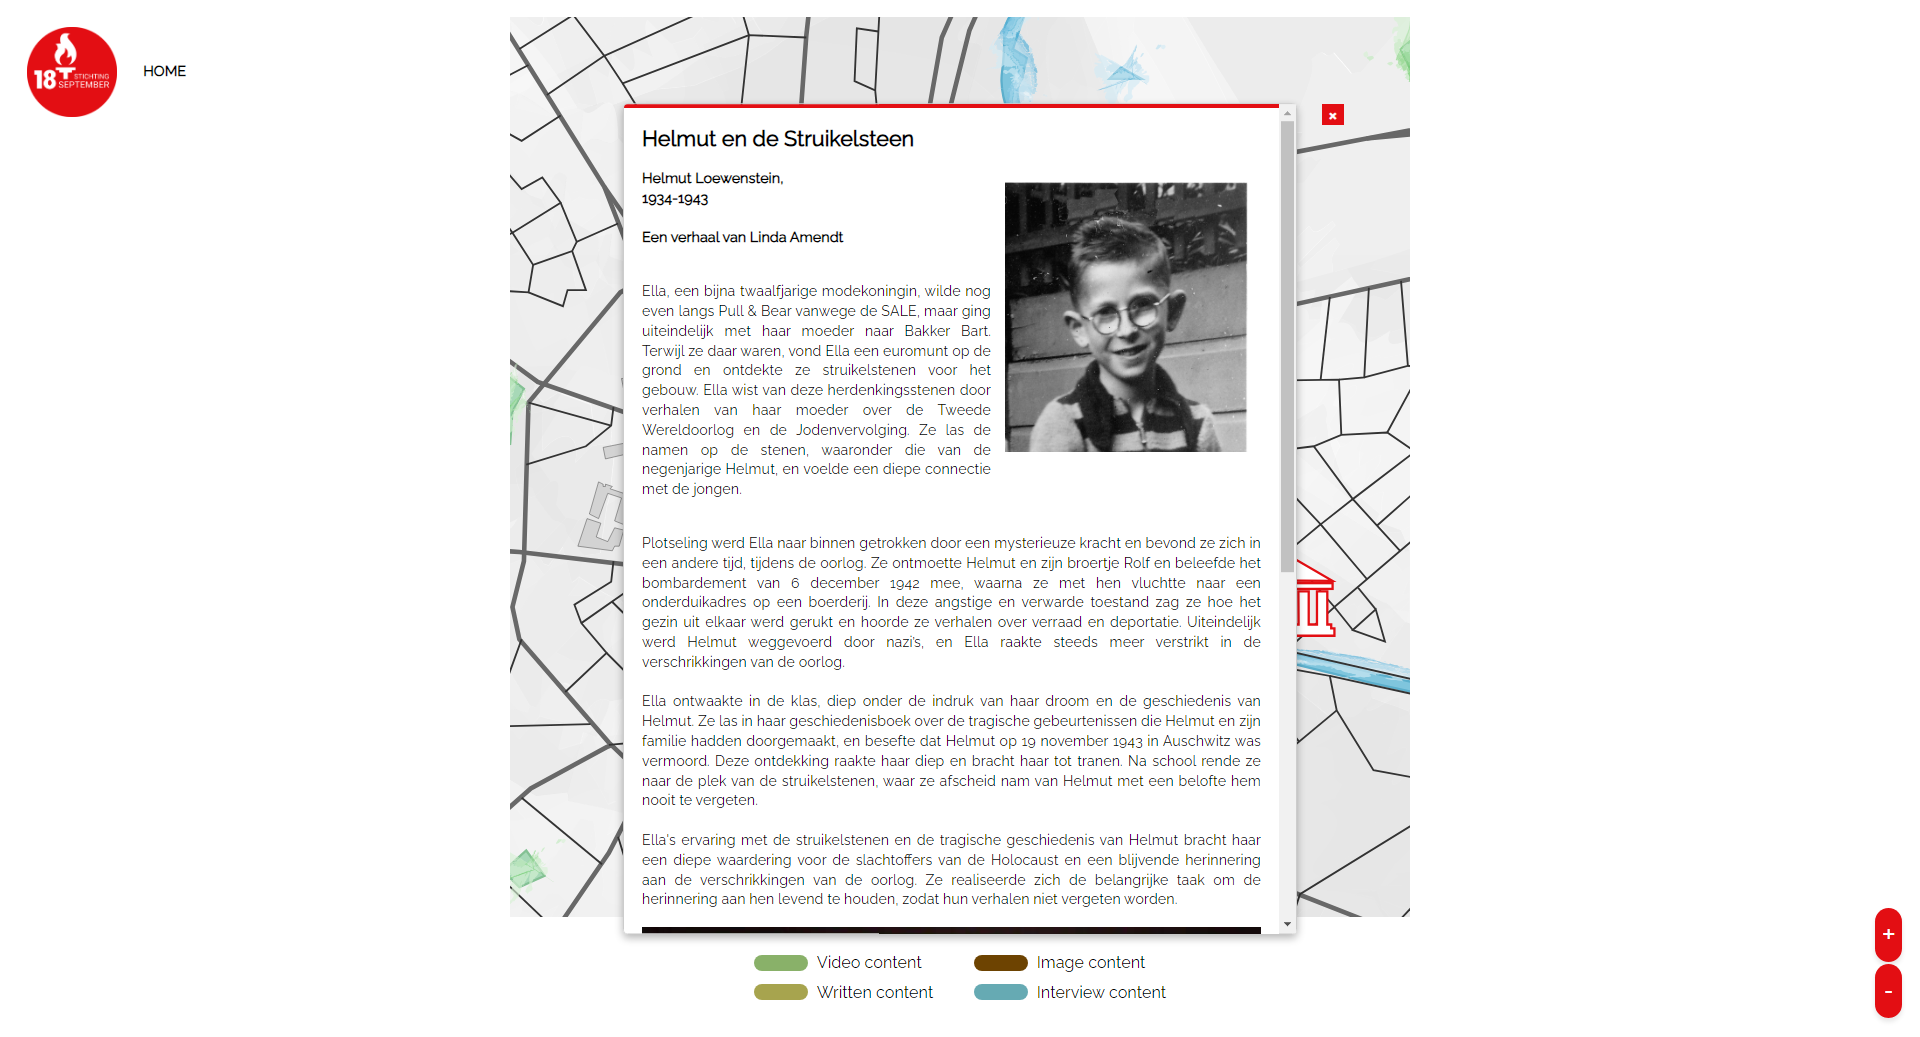 18 STICHTING
SEPTEMBER
HOME
Helmut en de Struikelsteen
Helmut Loewenstein,
1934-1943
Een verhaal van Linda Amendt
Ella, een bijna twaalfjarige modekoningin, wilde nog
even langs Pull & Bear vanwege de SALE, maar ging
uiteindelijk met haar moeder naar Bakker Bart.
Terwijl ze daar waren, vond Ella een euromunt op de
grond en ontdekte ze struikelstenen voor het
gebouw. Ella wist van deze herdenkingsstenen door
verhalen van haar moeder over de Tweede
Wereldoorlog en de Jodenvervolging. Ze las de
namen op de stenen, waaronder die van de
negenjarige Helmut, en voelde een diepe connectie
met de jongen.
Plotseling werd Ella naar binnen getrokken door een mysterieuze kracht en bevond ze zich in
een andere tijd, tijdens de oorlog. Ze ontmoette Helmut en zijn broertje Rolf en beleefde het
bombardement van 6 december 1942 mee, waarna ze met hen vluchtte naar een
onderduikadres op een boerderij. In deze angstige en verwarde toestand zag ze hoe het
gezin uit elkaar werd gerukt en hoorde ze verhalen over verraad en deportatie. Uiteindelijk
werd Helmut weggevoerd door nazi's, en Ella raakte steeds meer verstrikt in de
verschrikkingen van de oorlog.
Ella ontwaakte in de klas, diep onder de indruk van haar droom en de geschiedenis van
Helmut. Ze las in haar geschiedenisboek over de tragische gebeurtenissen die Helmut en zijn
familie hadden doorgemaakt, en besefte dat Helmut op 19 november 1943 in Auschwitz was
vermoord. Deze ontdekking raakte haar diep en bracht haar tot tranen. Na school rende ze
naar de plek van de struikelstenen, waar ze afscheid nam van Helmut met een belofte hem
nooit te vergeten.
Ella's ervaring met de struikelstenen en de tragische geschiedenis van Helmut bracht haar
een diepe waardering voor de slachtoffers van de Holocaust en een blijvende herinnering
aan de verschrikkingen van de oorlog. Ze realiseerde zich de belangrijke taak om de
herinnering aan hen levend te houden, zodat hun verhalen niet vergeten worden.
Video content
Image content
Written content
Interview content
+
-